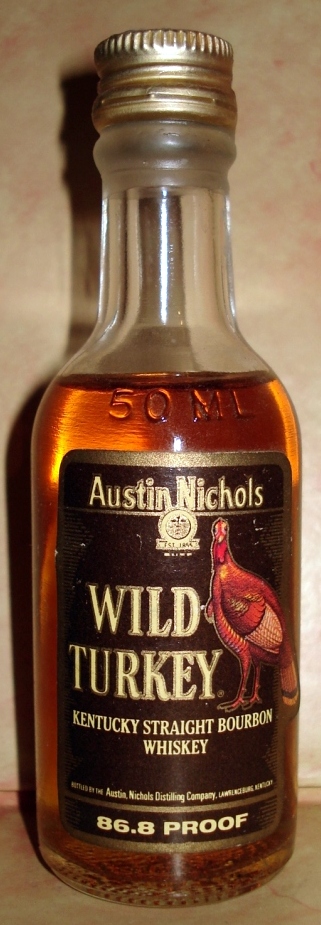 50 ML
Austin Nichols
EST. 1855
WILD
TURKEY
KENTUCKY STRAIGHT BOURBON
WHISKEY
BOTTLED BY THE Austin, Nichols Distilling Company, LAWRENCEBURG, KENTUCKY
86.8 PROOF